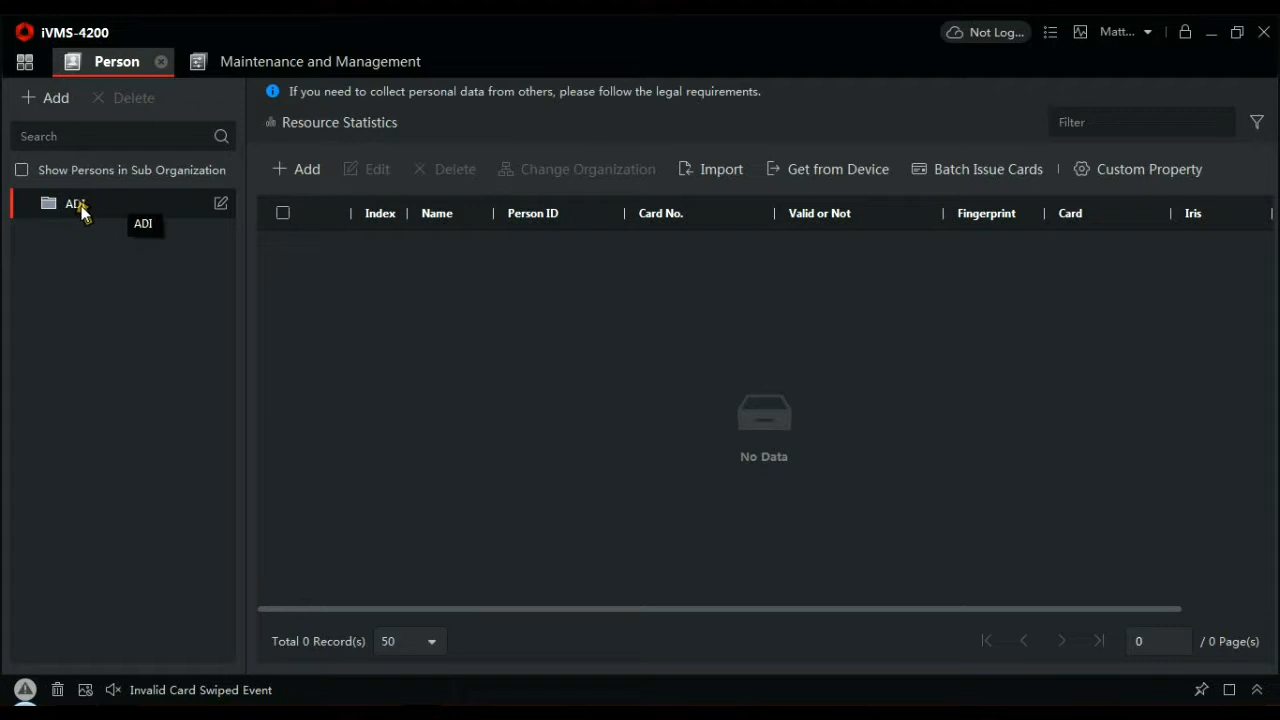 iVMS-4200
Not Log...
Matt...
Person
Maintenance and Management
Add
Delete
If you need to collect personal data from others, please follow the legal requirements.
Search
Resource Statistics
Filter
Show Persons in Sub Organization
Add
Edit
Delete
Change Organization
Import
Get from Device
Batch Issue Cards
Custom Property
ADI
ADI
Index
Name
Person ID
Card No.
Valid or Not
Fingerprint
Card
Iris
No Data
Total 0 Record(s)
50
0
/ 0 Page(s)
Invalid Card Swiped Event